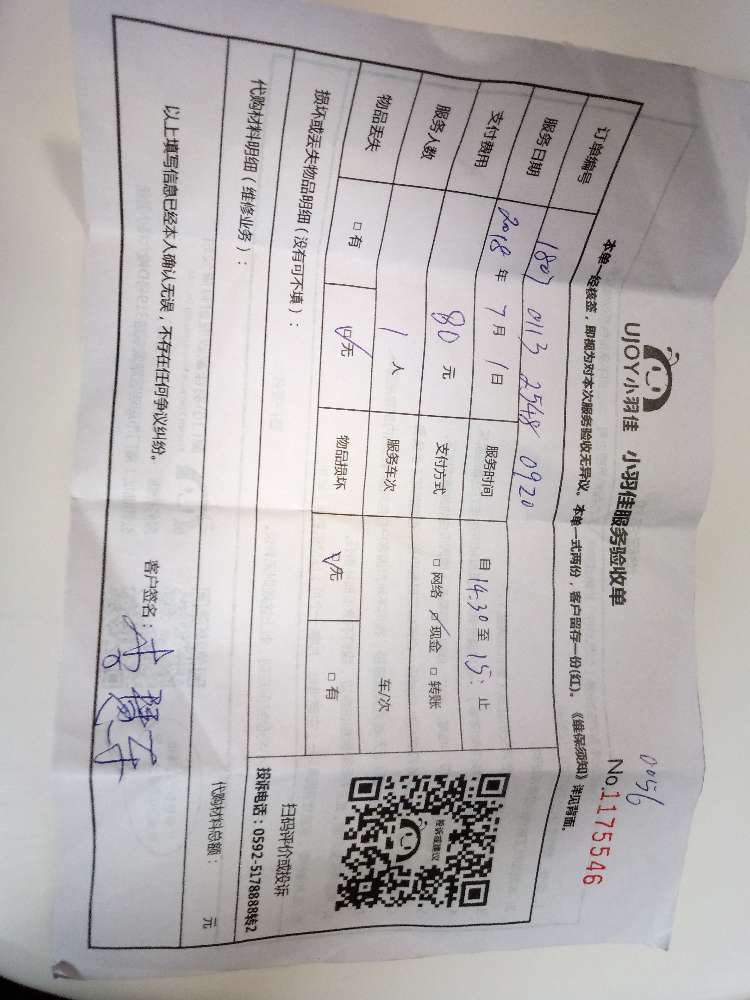 0056
UJOY小羽佳 小羽佳服务验收单 No.1175546
本单一经核签，即视为对本次服务验收无异议。本单一式两份，客户留存一份(红)。《维保须知》详见背面。
订单编号 1807 0113 2548 0920
服务日期 2018 年 7 月 1 日 服务时间 自 14:30 至 15: 止
支付费用 80 元 支付方式 □ 网络 ☑ 现金 □ 转账
服务人数 1 人 服务车次 车/次
物品丢失 □ 有 ☑ 无 物品损坏 ☑ 无 □ 有
损坏或丢失物品明细（没有可不填）：
投诉或建议
扫码评价或投诉
投诉电话：0592-5178888转2
代购材料明细（维修业务）：
代购材料总额： 元
以上填写信息已经本人确认无误，不存在任何争议纠纷。
客户签名：